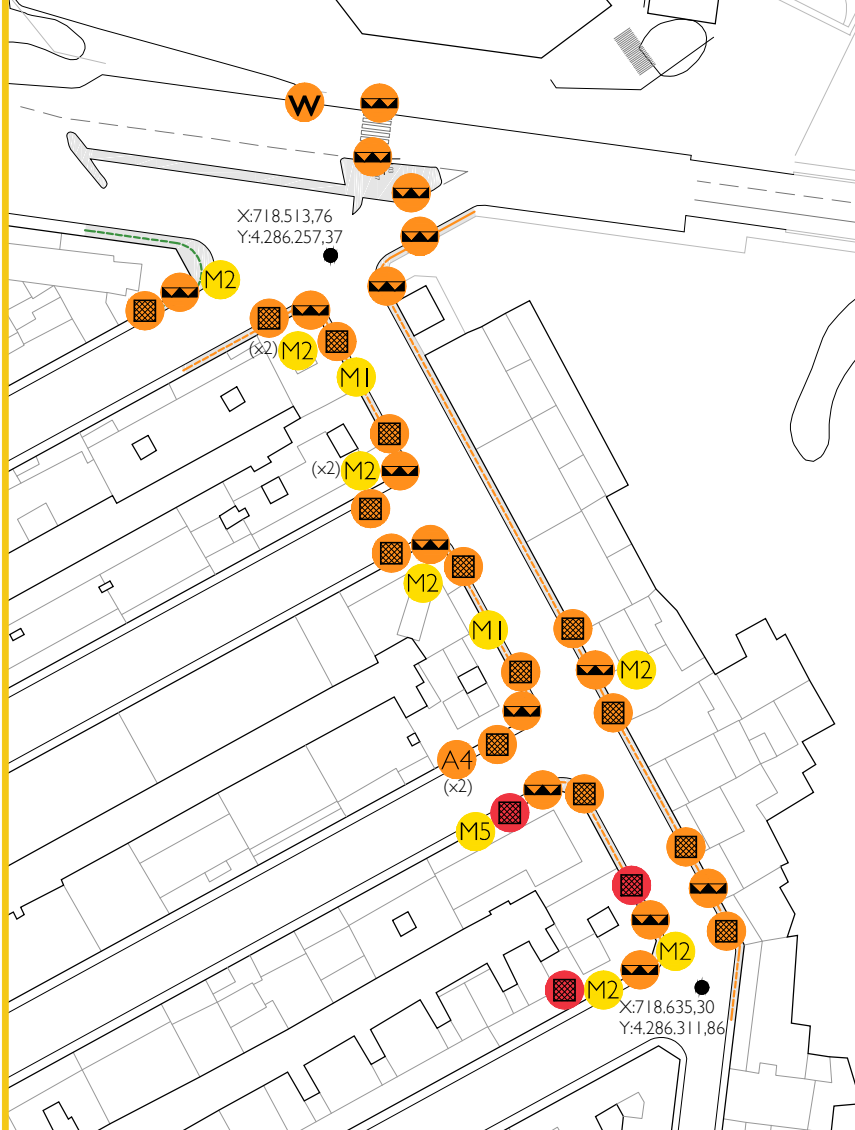 W
X:718.513,76
Y:4.286.257,37
M2
(x2) M2
M1
(x2) M2
M2
M1
M2
A4
(x2)
M5
M2
M2
X:718.635,30
Y:4.286.311,86